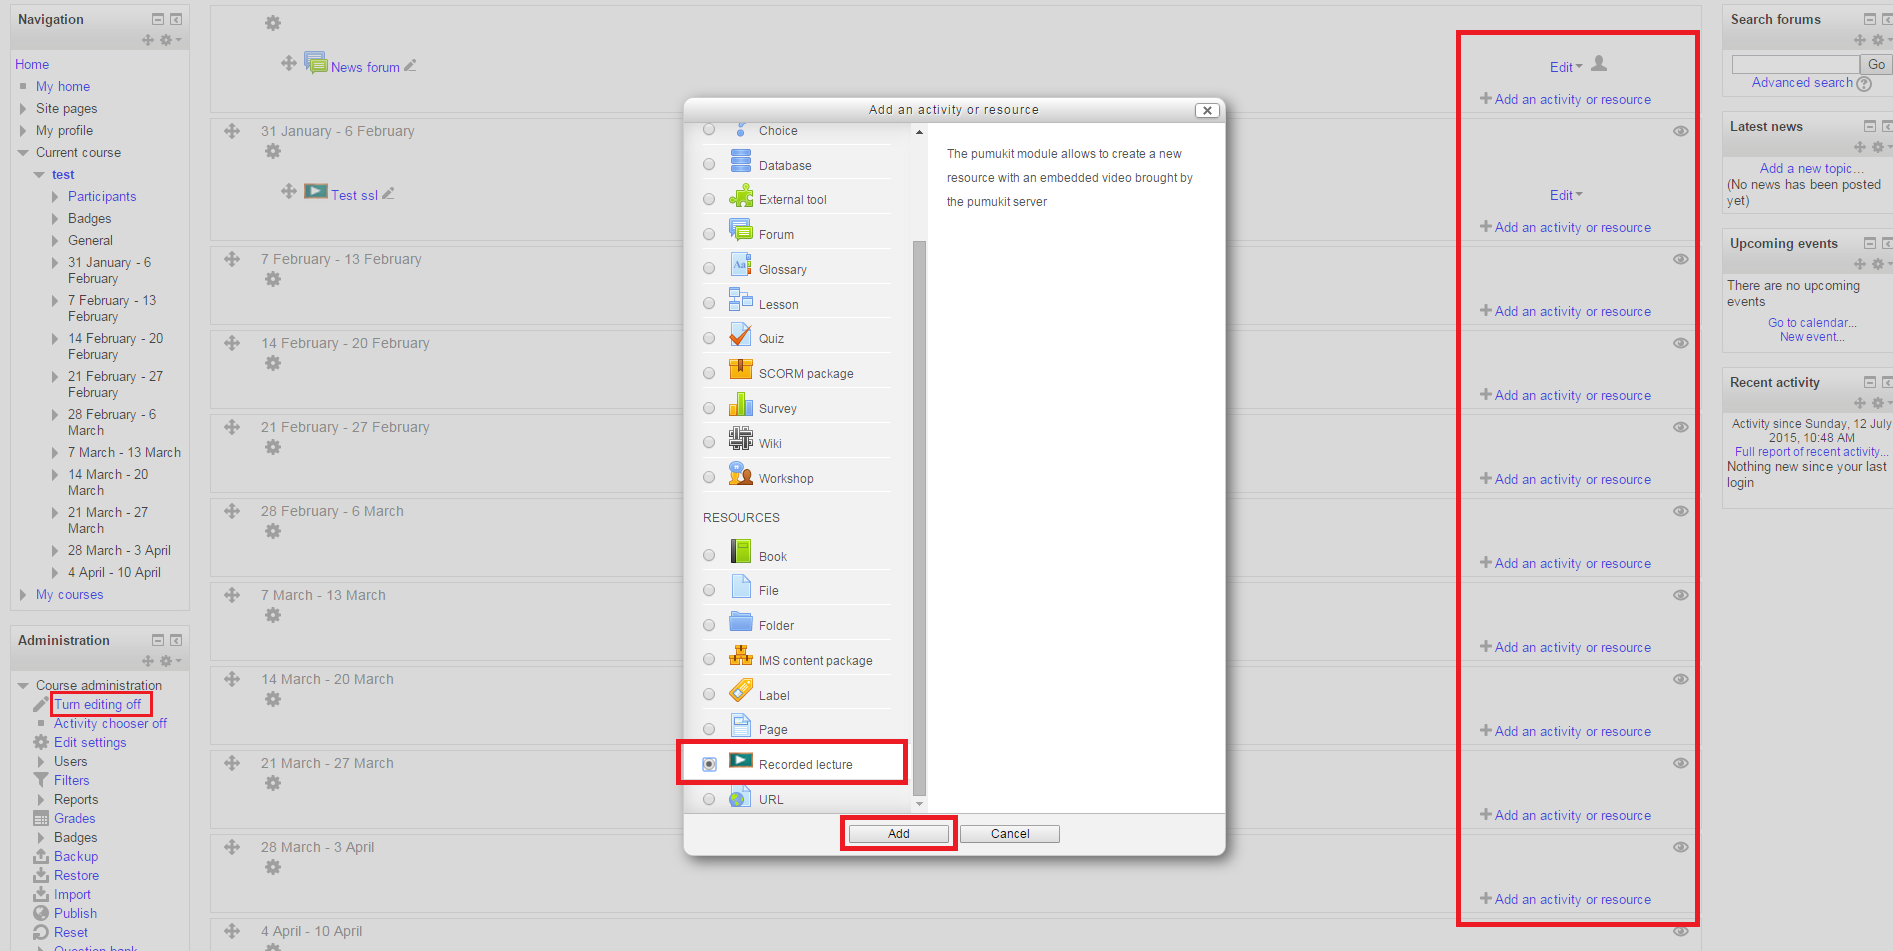 Navigation
Home
My home
Site pages
My profile
Current course
test
Participants
Badges
General
31 January - 6
February
7 February - 13
February
14 February - 20
February
21 February - 27
February
28 February - 6
March
7 March - 13 March
14 March - 20
March
21 March - 27
March
28 March - 3 April
4 April - 10 April
My courses
Administration
Course administration
Turn editing off
Activity chooser off
Edit settings
Users
Filters
Reports
Grades
Badges
Backup
Restore
Import
Publish
Reset
Question bank
News forum
Edit
Add an activity or resource
31 January - 6 February
Test ssl
Edit
Add an activity or resource
7 February - 13 February
Add an activity or resource
14 February - 20 February
Add an activity or resource
21 February - 27 February
Add an activity or resource
28 February - 6 March
Add an activity or resource
7 March - 13 March
Add an activity or resource
14 March - 20 March
Add an activity or resource
21 March - 27 March
Add an activity or resource
28 March - 3 April
Add an activity or resource
4 April - 10 April
Add an activity or resource
Choice
Database
External tool
Forum
Glossary
Lesson
Quiz
SCORM package
Survey
Wiki
Workshop
RESOURCES
Book
File
Folder
IMS content package
Label
Page
Recorded lecture
URL
The pumukit module allows to create a new
resource with an embedded video brought by
the pumukit server
Add
Cancel
Search forums
Go
Advanced search
Latest news
Add a new topic...
(No news has been posted
yet)
Upcoming events
There are no upcoming
events
Go to calendar...
New event...
Recent activity
Activity since Sunday, 12 July
2015, 10:48 AM
Full report of recent activity...
Nothing new since your last
login